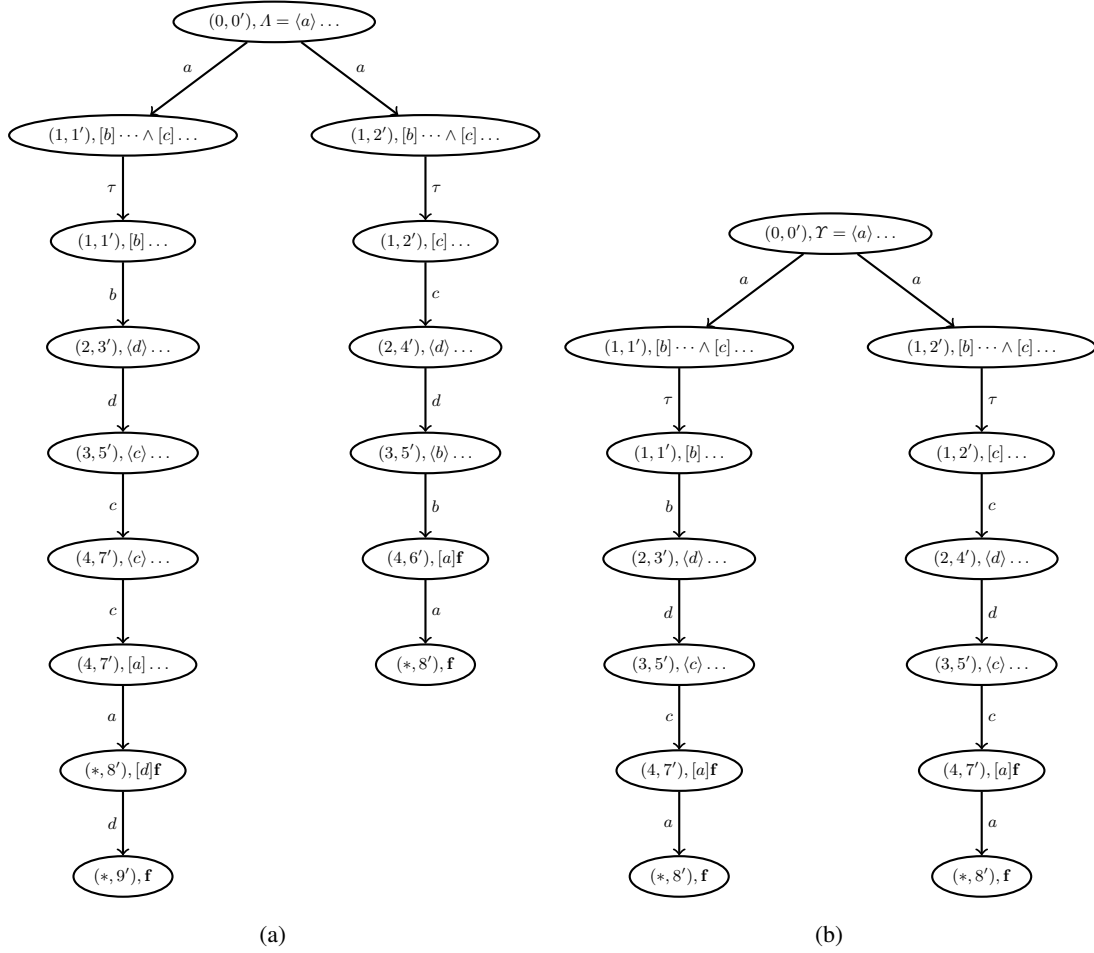 (0, 0′), Λ = ⟨a⟩ …
a a
(1, 1′), [b] ⋯ ∧ [c] … (1, 2′), [b] ⋯ ∧ [c] …
τ τ
(1, 1′), [b] … (1, 2′), [c] …
b c
(2, 3′), ⟨d⟩ … (2, 4′), ⟨d⟩ …
d d
(3, 5′), ⟨c⟩ … (3, 5′), ⟨b⟩ …
c b
(4, 7′), ⟨c⟩ … (4, 6′), [a]f
c a
(4, 7′), [a] … (∗, 8′), f
a
(∗, 8′), [d]f
d
(∗, 9′), f
(a)
(0, 0′), ϒ = ⟨a⟩ …
a a
(1, 1′), [b] ⋯ ∧ [c] … (1, 2′), [b] ⋯ ∧ [c] …
τ τ
(1, 1′), [b] … (1, 2′), [c] …
b c
(2, 3′), ⟨d⟩ … (2, 4′), ⟨d⟩ …
d d
(3, 5′), ⟨c⟩ … (3, 5′), ⟨c⟩ …
c c
(4, 7′), [a]f (4, 7′), [a]f
a a
(∗, 8′), f (∗, 8′), f
(b)